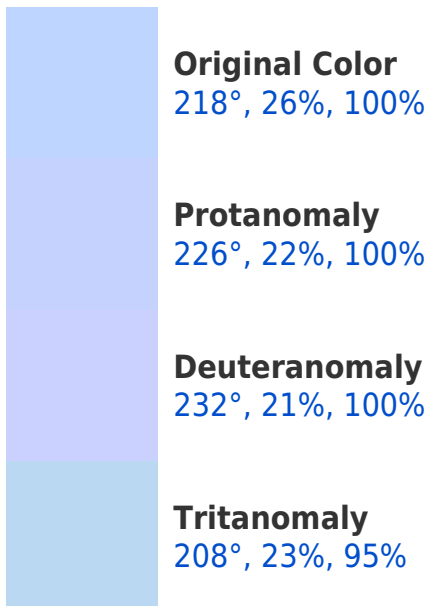 Original Color
218°, 26%, 100%
Protanomaly
226°, 22%, 100%
Deuteranomaly
232°, 21%, 100%
Tritanomaly
208°, 23%, 95%